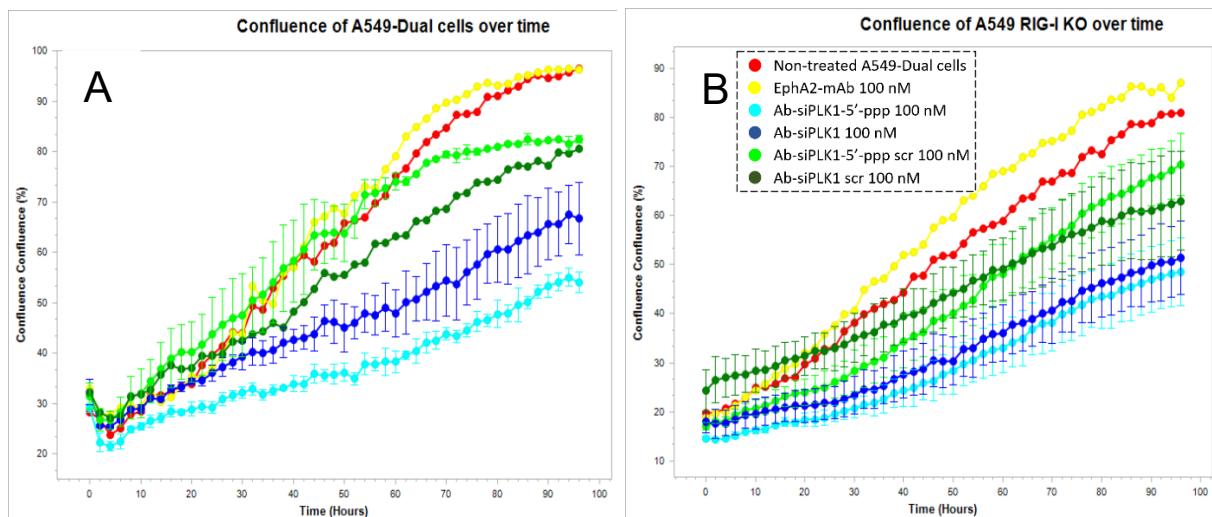 Confluence of A549-Dual cells over time
A
Confluence Confluence (%)
100
90
80
70
60
50
40
30
20
0 10 20 30 40 50 60 70 80 90 100
Time (Hours)
Confluence of A549 RIG-I KO over time
B
Non-treated A549-Dual cells
EphA2-mAb 100 nM
Ab-siPLK1-5’-ppp 100 nM
Ab-siPLK1 100 nM
Ab-siPLK1-5’-ppp scr 100 nM
Ab-siPLK1 scr 100 nM
Confluence Confluence (%)
90
80
70
60
50
40
30
20
10
0 10 20 30 40 50 60 70 80 90 100
Time (Hours)